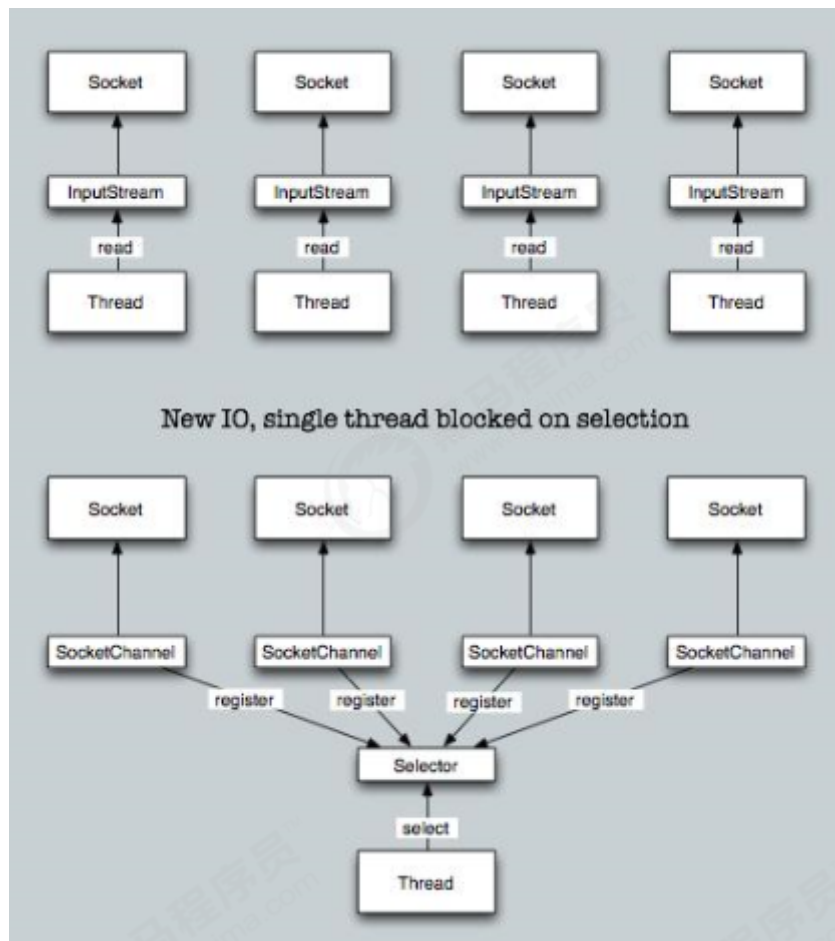 Socket Socket Socket Socket
InputStream InputStream InputStream InputStream
read read read read
Thread Thread Thread Thread
New IO, single thread blocked on selection
Socket Socket Socket Socket
SocketChannel SocketChannel SocketChannel SocketChannel
register register register register
Selector
select
Thread